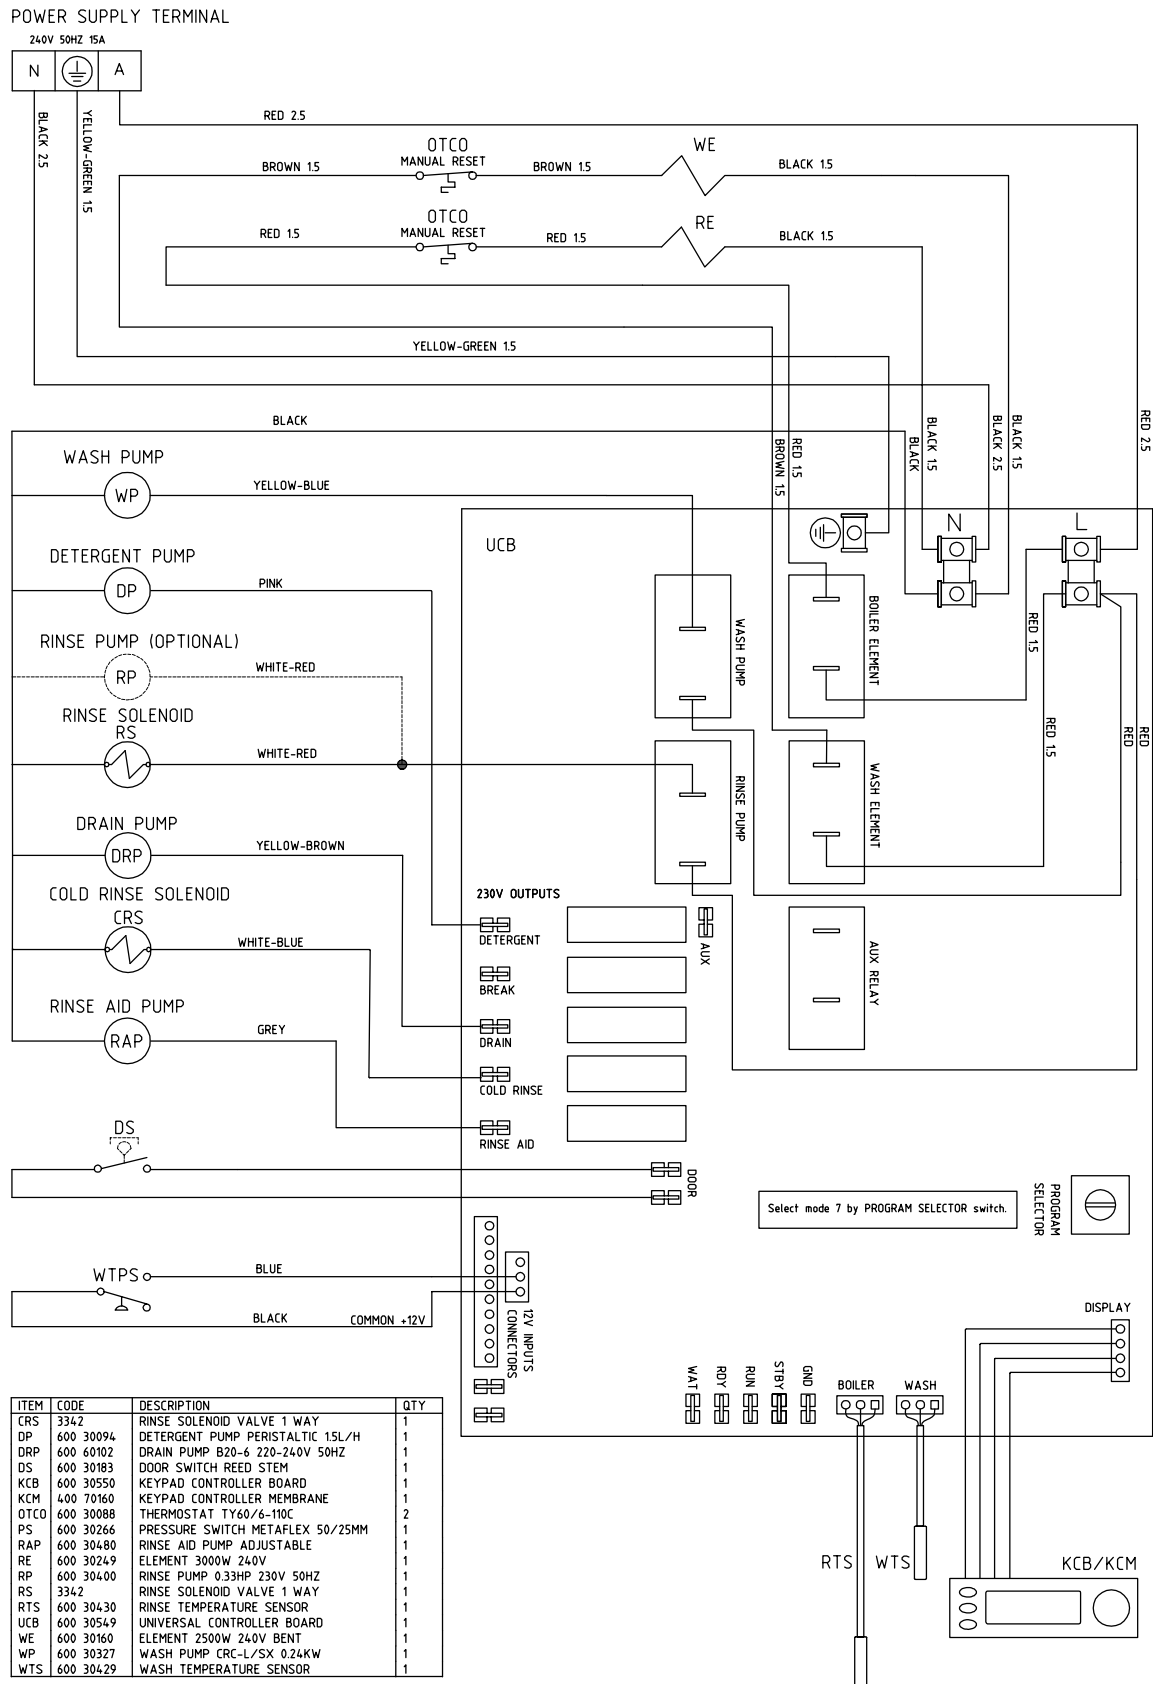 POWER SUPPLY TERMINAL
240V 50HZ 15A
N
A
BLACK 2.5
YELLOW-GREEN 1.5
RED 2.5
OTCO
MANUAL RESET
WE
BROWN 1.5
BROWN 1.5
BLACK 1.5
OTCO
MANUAL RESET
RE
RED 1.5
RED 1.5
BLACK 1.5
YELLOW-GREEN 1.5
BLACK
RED 1.5
BROWN 1.5
BLACK
BLACK 1.5
BLACK 2.5
BLACK 1.5
RED 2.5
WASH PUMP
WP
YELLOW-BLUE
UCB
N
L
DETERGENT PUMP
DP
PINK
WASH PUMP
BOILER ELEMENT
RED 1.5
RINSE PUMP (OPTIONAL)
RP
WHITE-RED
RINSE SOLENOID
RS
WHITE-RED
RED 1.5
RED
RED
RINSE PUMP
WASH ELEMENT
DRAIN PUMP
DRP
YELLOW-BROWN
COLD RINSE SOLENOID
CRS
WHITE-BLUE
230V OUTPUTS
DETERGENT
AUX
AUX RELAY
BREAK
RINSE AID PUMP
RAP
GREY
DRAIN
COLD RINSE
RINSE AID
DS
DOOR
Select mode 7 by PROGRAM SELECTOR switch.
PROGRAM
SELECTOR
WTPS
BLUE
BLACK
COMMON +12V
12V INPUTS
CONNECTORS
DISPLAY
WAT
RDY
RUN
STBY
GND
BOILER
WASH
RTS
WTS
KCB/KCM
ITEM CODE DESCRIPTION QTY
CRS 3342 RINSE SOLENOID VALVE 1 WAY 1
DP 600 30094 DETERGENT PUMP PERISTALTIC 1.5L/H 1
DRP 600 60102 DRAIN PUMP B20-6 220-240V 50HZ 1
DS 600 30183 DOOR SWITCH REED STEM 1
KCB 600 30550 KEYPAD CONTROLLER BOARD 1
KCM 400 70160 KEYPAD CONTROLLER MEMBRANE 1
OTCO 600 30088 THERMOSTAT TY60/6-110C 2
PS 600 30266 PRESSURE SWITCH METAFLEX 50/25MM 1
RAP 600 30480 RINSE AID PUMP ADJUSTABLE 1
RE 600 30249 ELEMENT 3000W 240V 1
RP 600 30400 RINSE PUMP 0.33HP 230V 50HZ 1
RS 3342 RINSE SOLENOID VALVE 1 WAY 1
RTS 600 30430 RINSE TEMPERATURE SENSOR 1
UCB 600 30549 UNIVERSAL CONTROLLER BOARD 1
WE 600 30160 ELEMENT 2500W 240V BENT 1
WP 600 30327 WASH PUMP CRC-L/SX 0.24KW 1
WTS 600 30429 WASH TEMPERATURE SENSOR 1